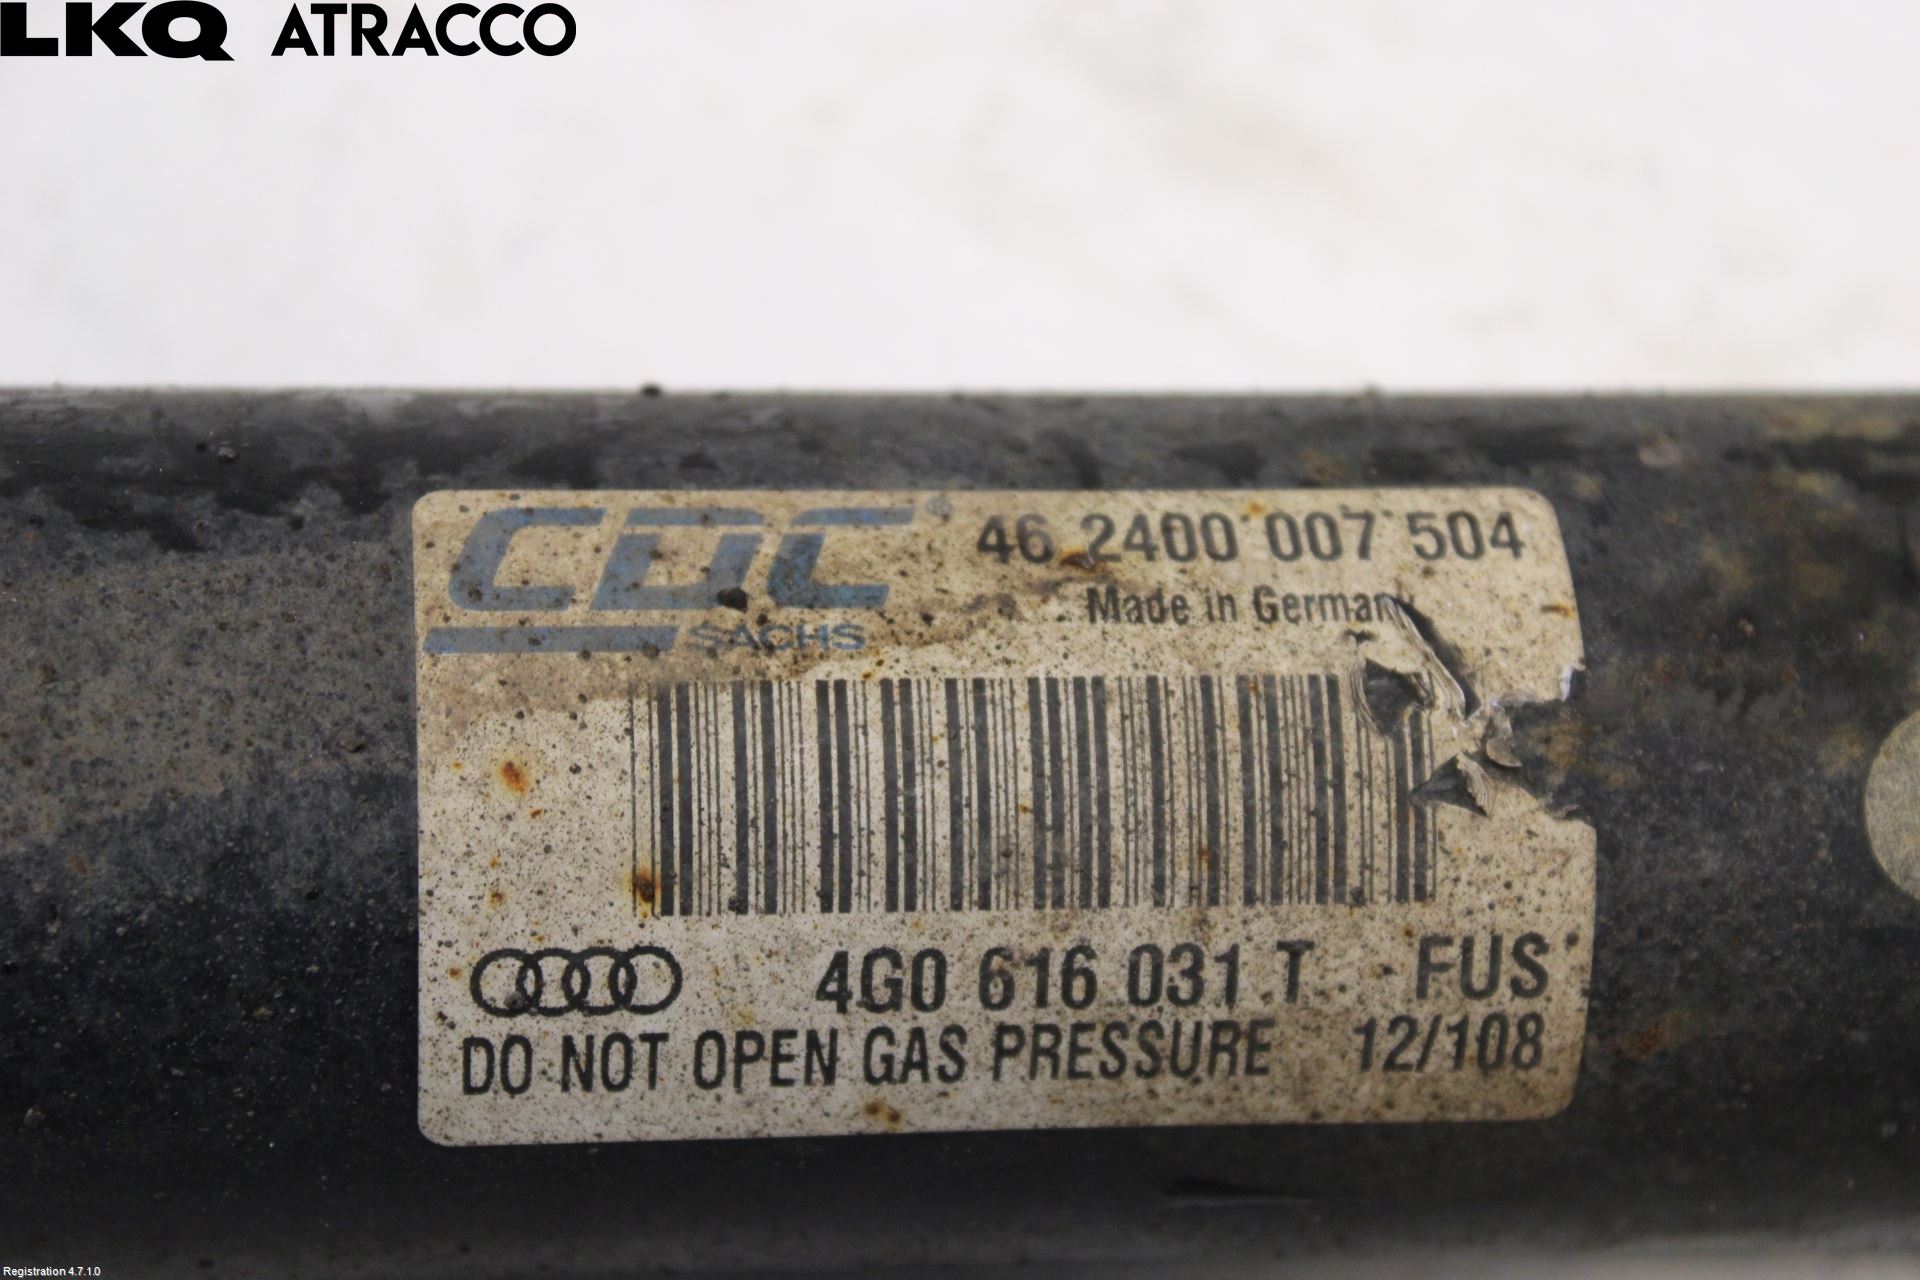 LKQ ATRACCO
CDC® 46 2400 007 504
Made in Germany
SACHS
4G0 616 031 T FUS
DO NOT OPEN GAS PRESSURE 12/108
Registration 4.7.1.0